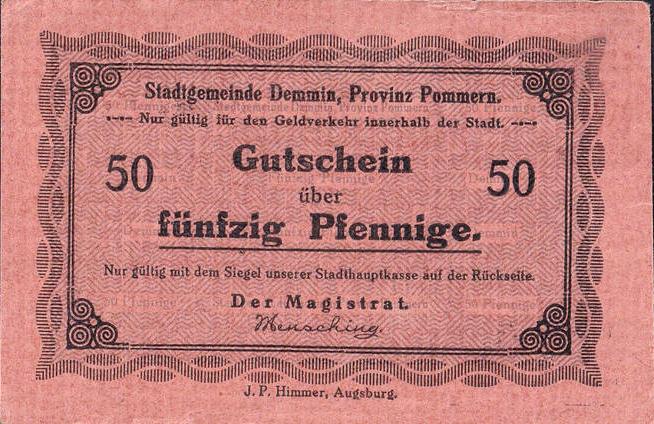 Stadtgemeinde Demmin, Provinz Pommern.
Nur gültig für den Geldverkehr innerhalb der Stadt.
50 Gutschein 50
über
fünfzig Pfennige.
Nur gültig mit dem Siegel unserer Stadthauptkasse auf der Rückseite.
Der Magistrat.
Mensching.
J. P. Himmer, Augsburg.